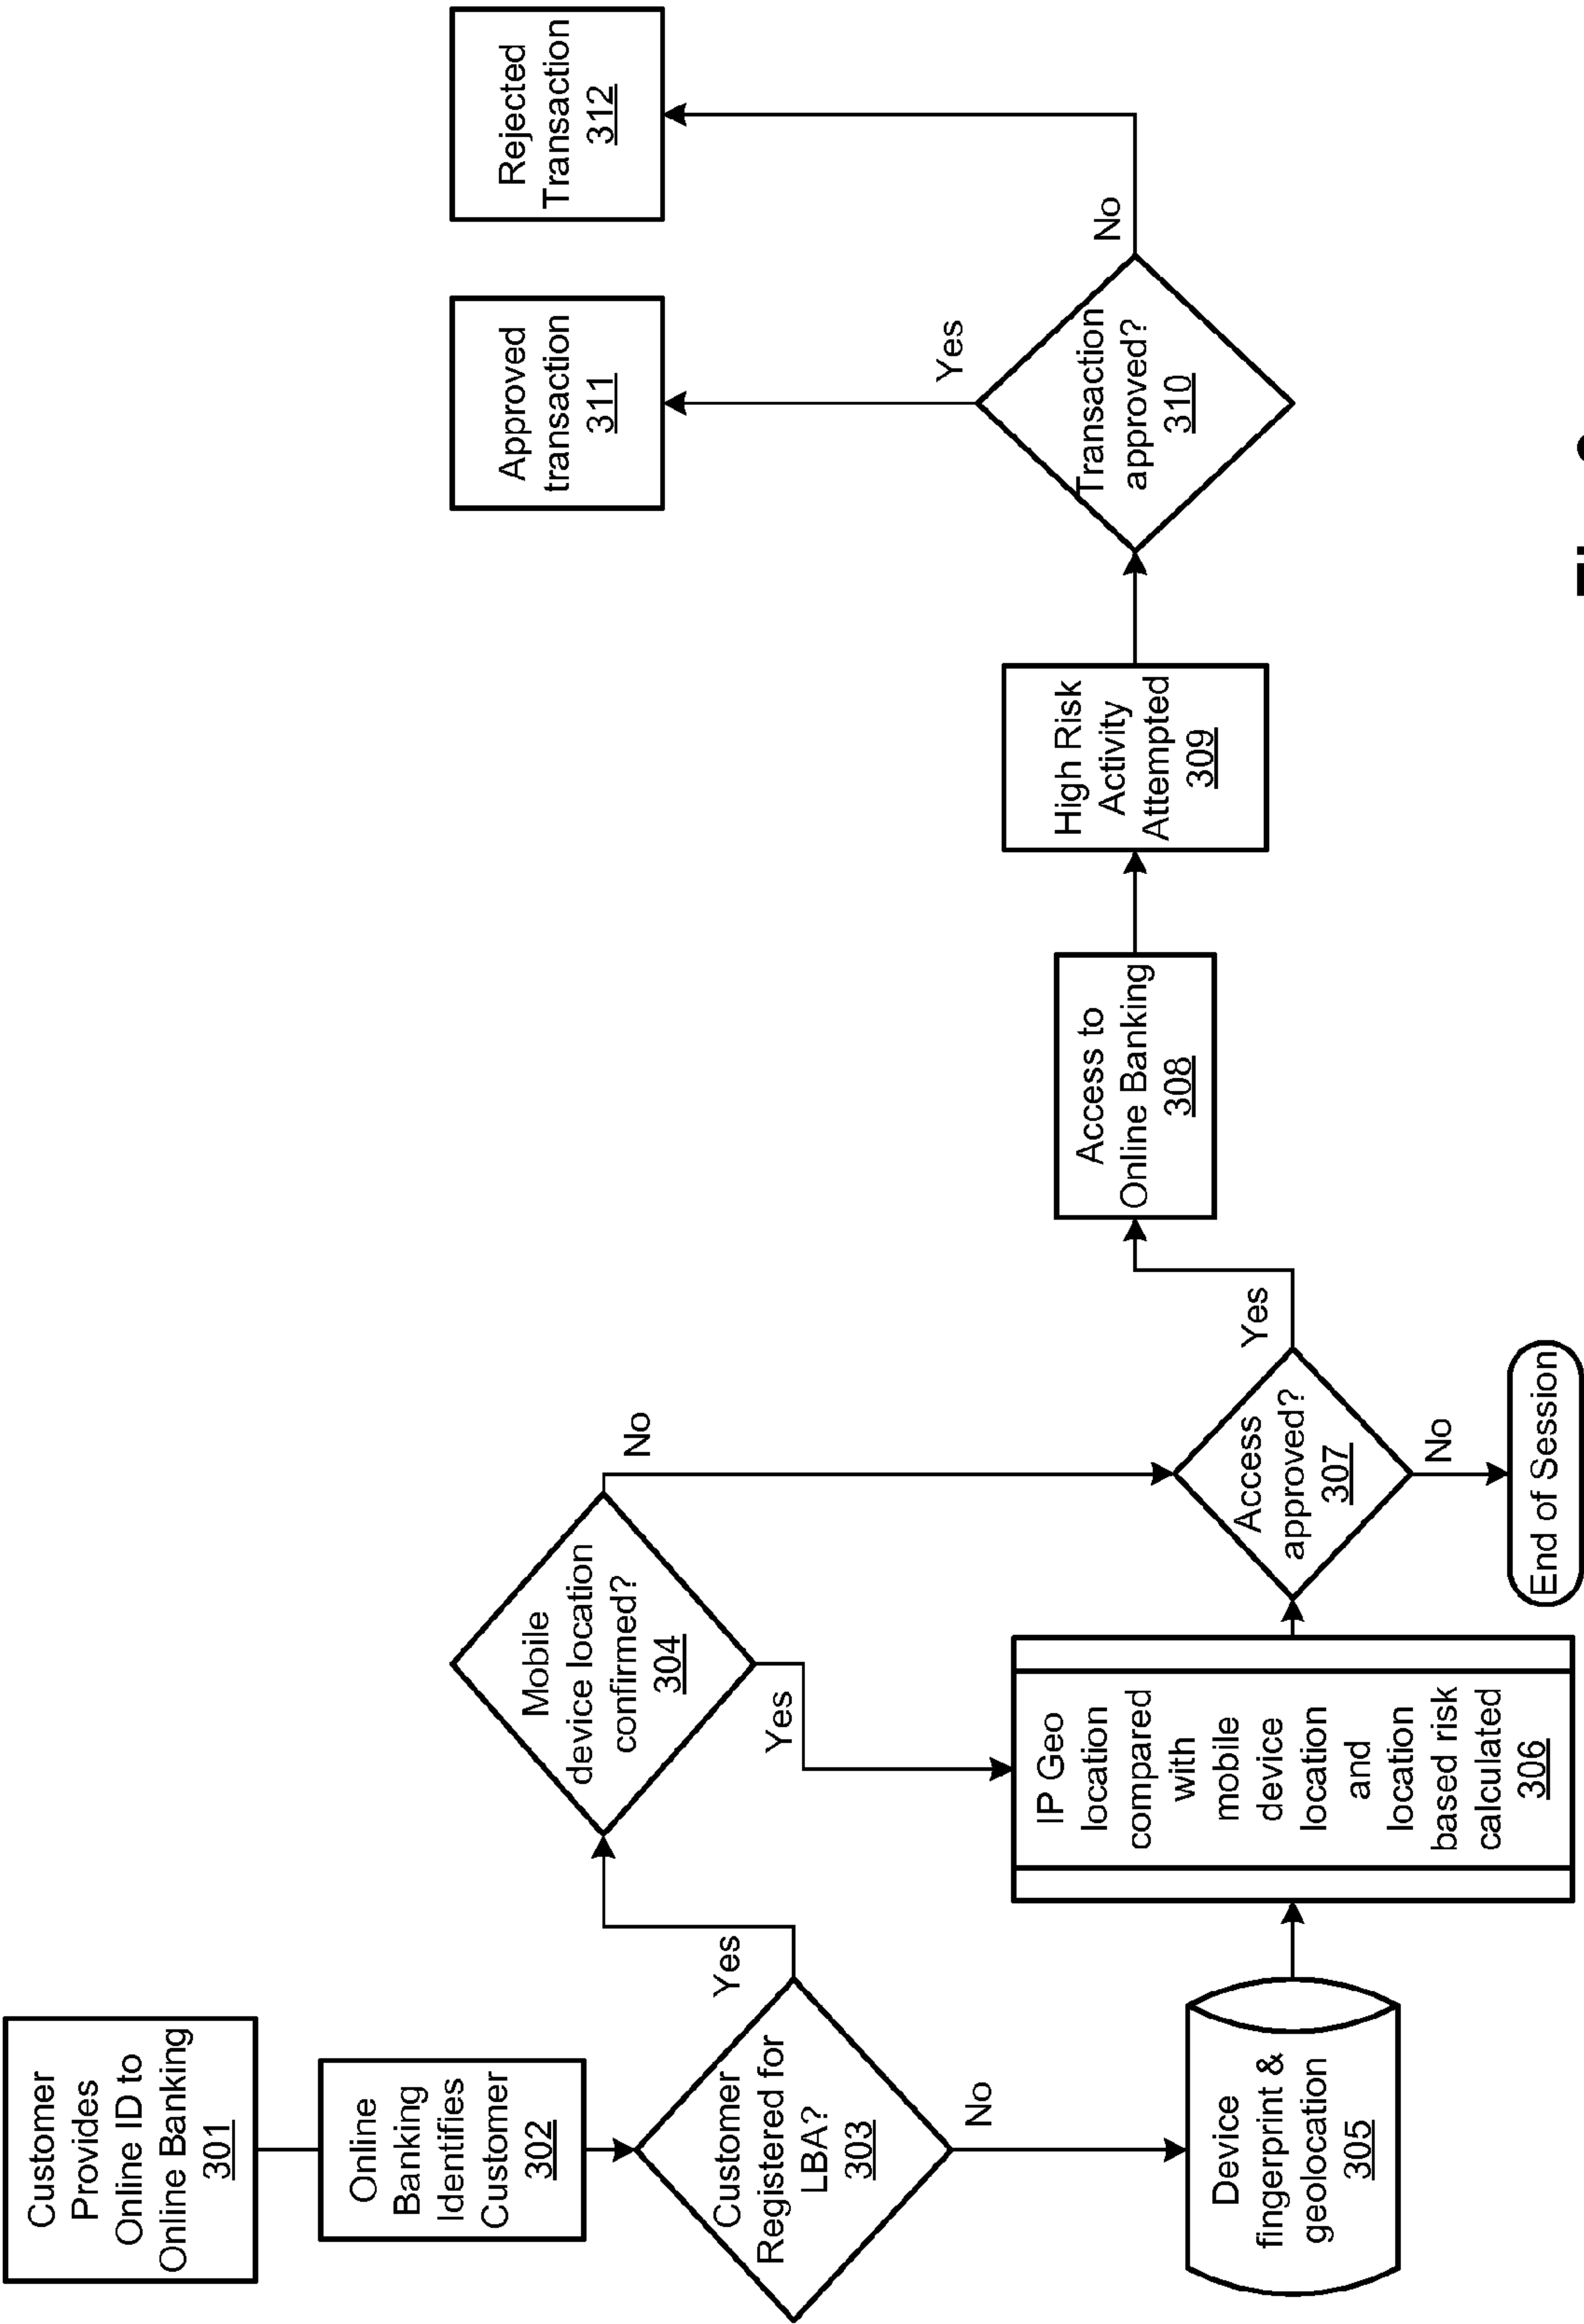 Customer
Provides
Online ID to
Online Banking
301
Online
Banking
Identifies
Customer
302
Customer
Registered for
LBA?
303
Yes
No
Mobile
device location
confirmed?
304
Yes
No
Device
fingerprint &
geolocation
305
IP Geo
location
compared
with
mobile
device
location
and
location
based risk
calculated
306
Access
approved?
307
Yes
No
End of Session
Access to
Online Banking
308
High Risk
Activity
Attempted
309
Transaction
approved?
310
Yes
No
Approved
transaction
311
Rejected
Transaction
312